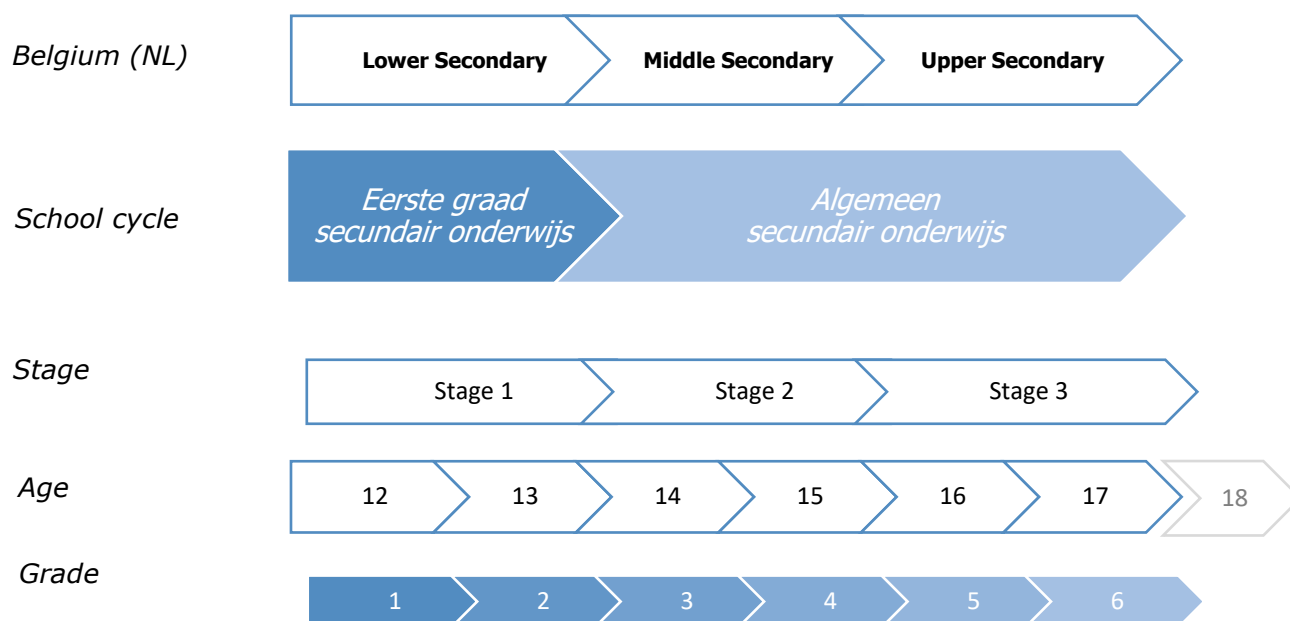 Belgium (NL)
Lower Secondary
Middle Secondary
Upper Secondary
School cycle
Eerste graad
secundair onderwijs
Algemeen
secundair onderwijs
Stage
Stage 1
Stage 2
Stage 3
Age
12
13
14
15
16
17
18
Grade
1
2
3
4
5
6